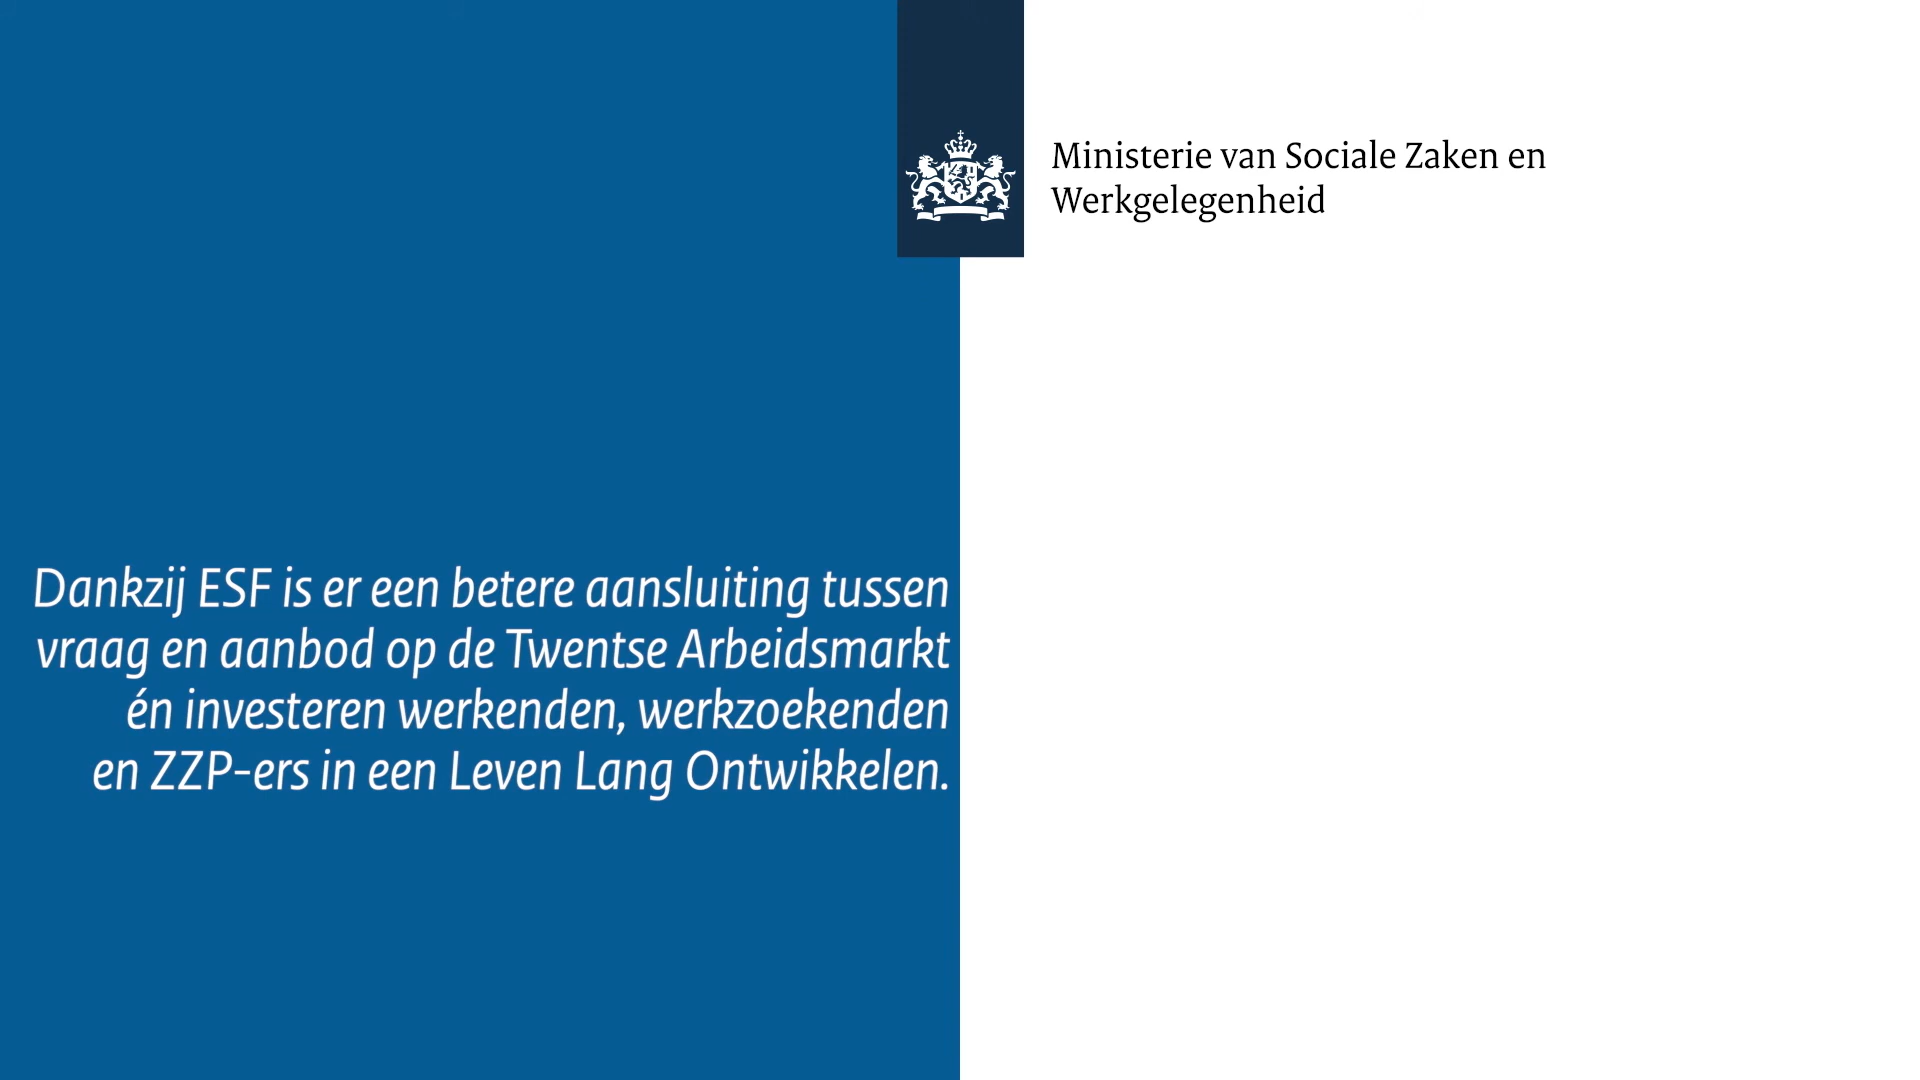 Ministerie van Sociale Zaken en
Werkgelegenheid
Dankzij ESF is er een betere aansluiting tussen
vraag en aanbod op de Twentse Arbeidsmarkt
én investeren werkenden, werkzoekenden
en ZZP-ers in een Leven Lang Ontwikkelen.